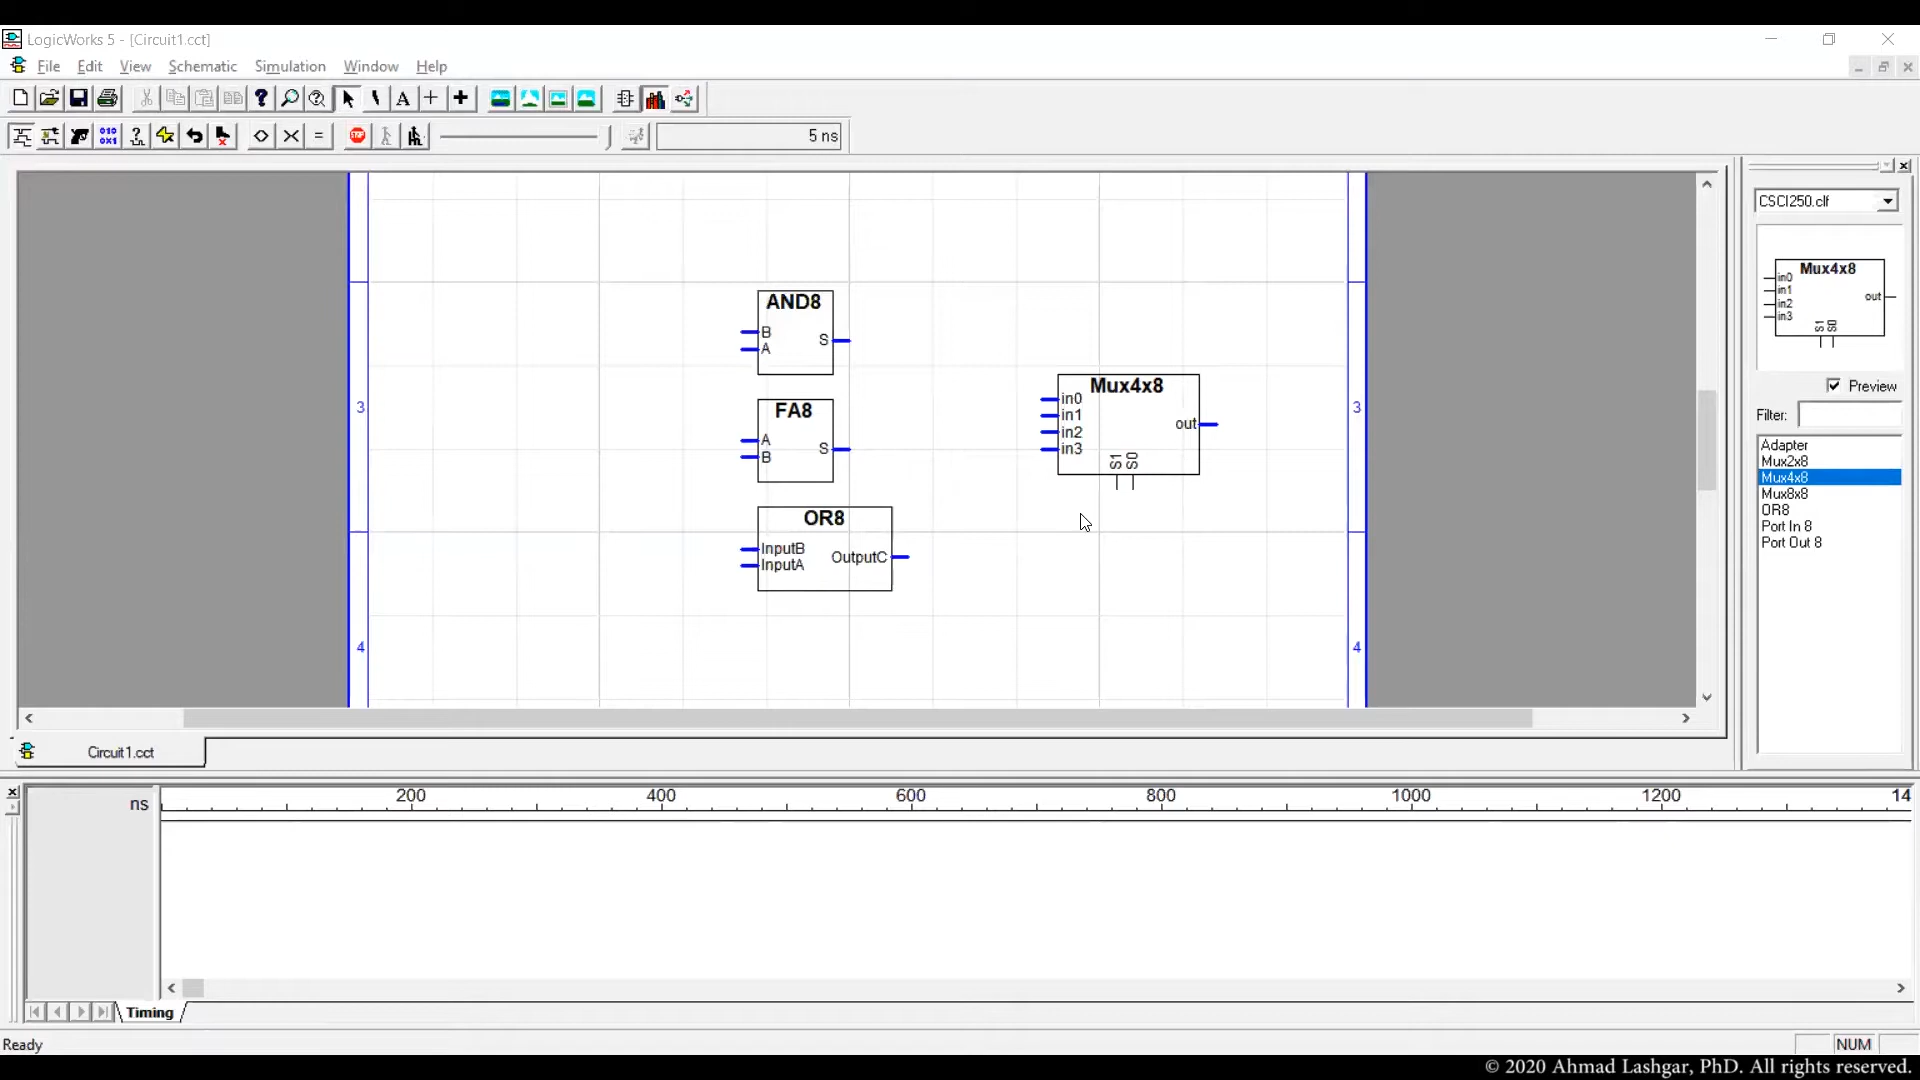 LogicWorks 5 - [Circuit1.cct]
File Edit View Schematic Simulation Window Help
5 ns
CSCI250.clf
Mux4x8
in0
in1
in2
in3
out
S1
S0
Preview
Filter:
Adapter
Mux2x8
Mux4x8
Mux8x8
OR8
Port In 8
Port Out 8
AND8
B
A
S
FA8
A
B
S
OR8
InputB
InputA
OutputC
Mux4x8
in0
in1
in2
in3
out
S1
S0
3
3
4
4
Circuit1.cct
ns
200 400 600 800 1000 1200 14
Timing
Ready
NUM
© 2020 Ahmad Lashgar, PhD. All rights reserved.